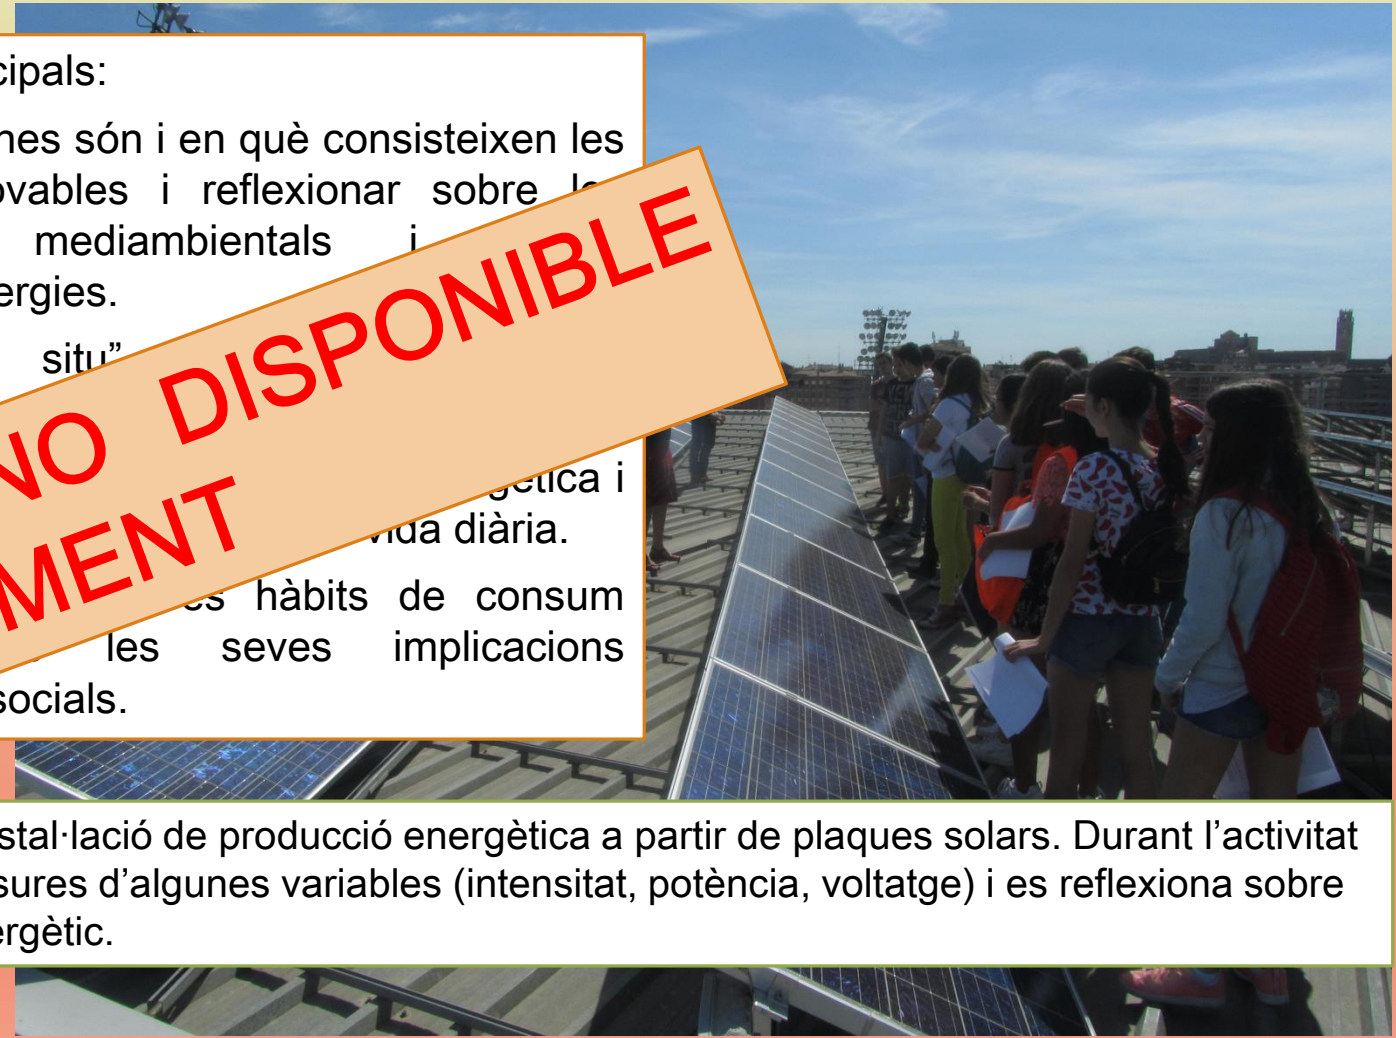 cipals:
nes són i en què consisteixen les
ovables i reflexionar sobre
mediambientals i
ergies.
situ”
NO DISPONIBLE
MENT
gètica i
vida diària.
es hàbits de consum
les seves implicacions
socials.
stal·lació de producció energètica a partir de plaques solars. Durant l’activitat
sures d’algunes variables (intensitat, potència, voltatge) i es reflexiona sobre
ergètic.